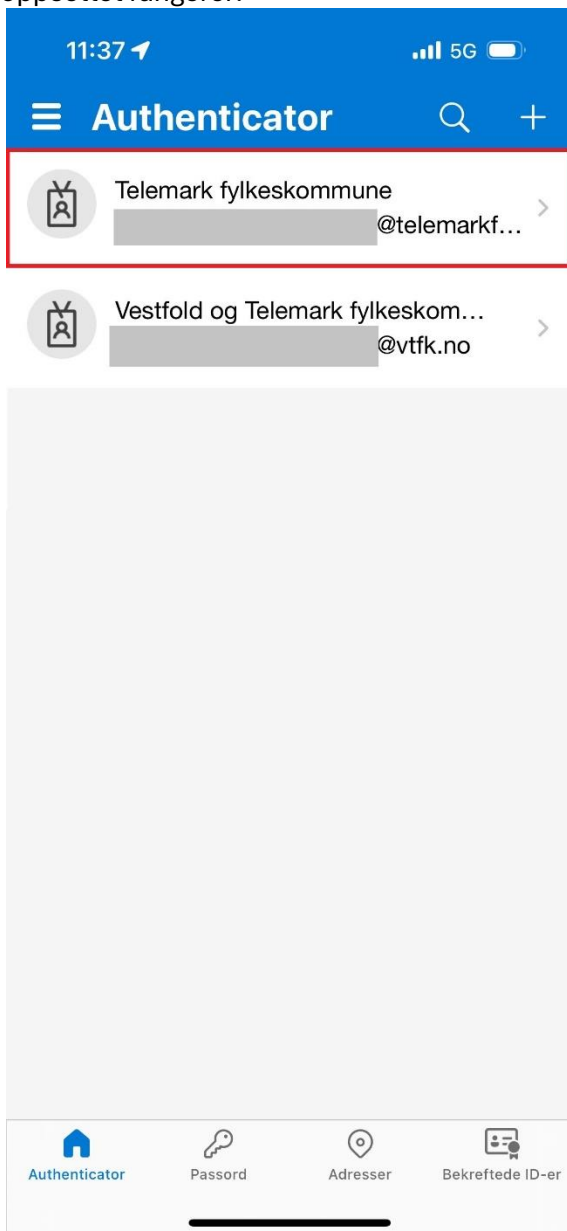 11:37
5G
Authenticator
Telemark fylkeskommune
@telemarkf...
Vestfold og Telemark fylkeskom...
@vtfk.no
Authenticator
Passord
Adresser
Bekreftede ID-er